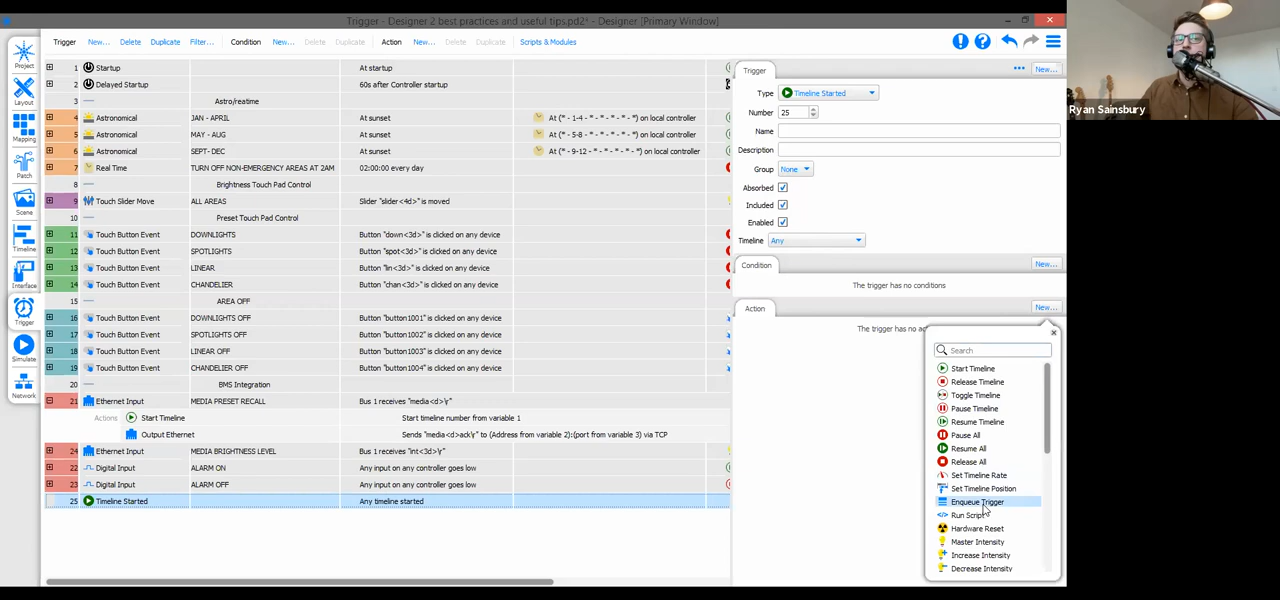 Trigger - Designer 2 best practices and useful tips.pd2* - Designer [Primary Window]
Trigger New... Delete Duplicate Filter... Condition New... Delete Duplicate Action New... Delete Duplicate Scripts & Modules
Project
Layout
Mapping
Patch
Scene
Timeline
Interface
Trigger
Simulate
Network
1 Startup At startup
2 Delayed Startup 60s after Controller startup
3 Astro/reatime
4 Astronomical JAN - APRIL At sunset At (* - 1-4 - * - * - * - *) on local controller
5 Astronomical MAY - AUG At sunset At (* - 5-8 - * - * - * - *) on local controller
6 Astronomical SEPT- DEC At sunset At (* - 9-12 - * - * - * - *) on local controller
7 Real Time TURN OFF NON-EMERGENCY AREAS AT 2AM 02:00:00 every day
8 Brightness Touch Pad Control
9 Touch Slider Move ALL AREAS Slider "slider<4d>" is moved
10 Preset Touch Pad Control
11 Touch Button Event DOWNLIGHTS Button "down<3d>" is clicked on any device
12 Touch Button Event SPOTLIGHTS Button "spot<3d>" is clicked on any device
13 Touch Button Event LINEAR Button "lin<3d>" is clicked on any device
14 Touch Button Event CHANDELIER Button "chan<3d>" is clicked on any device
15 AREA OFF
16 Touch Button Event DOWNLIGHTS OFF Button "button1001" is clicked on any device
17 Touch Button Event SPOTLIGHTS OFF Button "button1002" is clicked on any device
18 Touch Button Event LINEAR OFF Button "button1003" is clicked on any device
19 Touch Button Event CHANDELIER OFF Button "button1004" is clicked on any device
20 BMS Integration
21 Ethernet Input MEDIA PRESET RECALL Bus 1 receives "media<d>\r"
Actions Start Timeline Start timeline number from variable 1
Output Ethernet Sends "media<d>ack\r" to (Address from variable 2):(port from variable 3) via TCP
24 Ethernet Input MEDIA BRIGHTNESS LEVEL Bus 1 receives "int<3d>\r"
22 Digital Input ALARM ON Any input on any controller goes low
23 Digital Input ALARM OFF Any input on any controller goes low
25 Timeline Started Any timeline started
Trigger New...
Type Timeline Started
Number 25
Name
Description
Group None
Absorbed
Included
Enabled
Timeline Any
Condition New...
The trigger has no conditions
Action New...
The trigger has no ac
Search
Start Timeline
Release Timeline
Toggle Timeline
Pause Timeline
Resume Timeline
Pause All
Resume All
Release All
Set Timeline Rate
Set Timeline Position
Enqueue Trigger
Run Script
Hardware Reset
Master Intensity
Increase Intensity
Decrease Intensity
Ryan Sainsbury